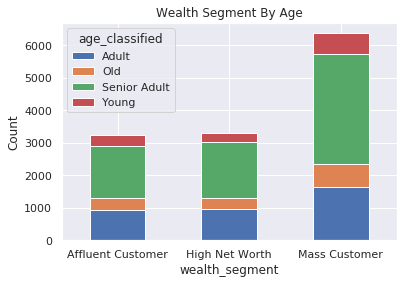 Wealth Segment By Age
age_classified
Adult
Old
Senior Adult
Young
Count
6000
5000
4000
3000
2000
1000
0
Affluent Customer High Net Worth Mass Customer
wealth_segment